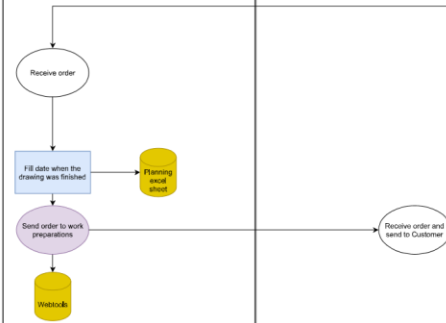 Receive order
Fill date when the
drawing was finished
Planning
excel
sheet
Send order to work
preparations
Receive order and
send to Customer
Webtools